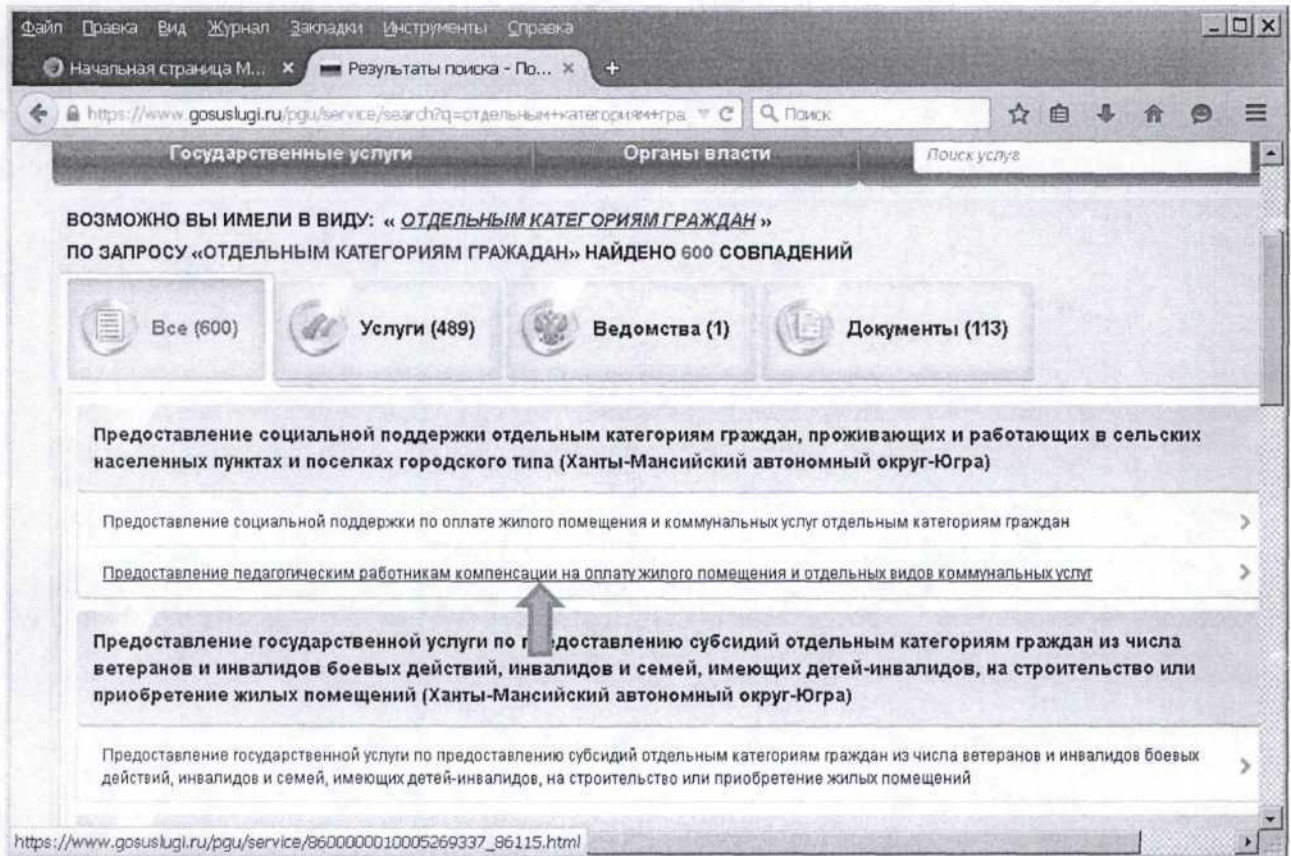 Файл Правка Вид Журнал Закладки Инструменты Справка
Начальная страница М... × Результаты поиска - По... × +
https://www.gosuslugi.ru/pgu/service/search?q=отдельным+категориям+гра Поиск
Государственные услуги Органы власти Поиск услуг
ВОЗМОЖНО ВЫ ИМЕЛИ В ВИДУ: « ОТДЕЛЬНЫМ КАТЕГОРИЯМ ГРАЖДАН »
ПО ЗАПРОСУ «ОТДЕЛЬНЫМ КАТЕГОРИЯМ ГРАЖАДАН» НАЙДЕНО 600 СОВПАДЕНИЙ
Все (600) Услуги (489) Ведомства (1) Документы (113)
Предоставление социальной поддержки отдельным категориям граждан, проживающих и работающих в сельских
населенных пунктах и поселках городского типа (Ханты-Мансийский автономный округ-Югра)
Предоставление социальной поддержки по оплате жилого помещения и коммунальных услуг отдельным категориям граждан
Предоставление педагогическим работникам компенсации на оплату жилого помещения и отдельных видов коммунальных услуг
Предоставление государственной услуги по предоставлению субсидий отдельным категориям граждан из числа
ветеранов и инвалидов боевых действий, инвалидов и семей, имеющих детей-инвалидов, на строительство или
приобретение жилых помещений (Ханты-Мансийский автономный округ-Югра)
Предоставление государственной услуги по предоставлению субсидий отдельным категориям граждан из числа ветеранов и инвалидов боевых
действий, инвалидов и семей, имеющих детей-инвалидов, на строительство или приобретение жилых помещений
https://www.gosuslugi.ru/pgu/service/8600000010005269337_86115.html